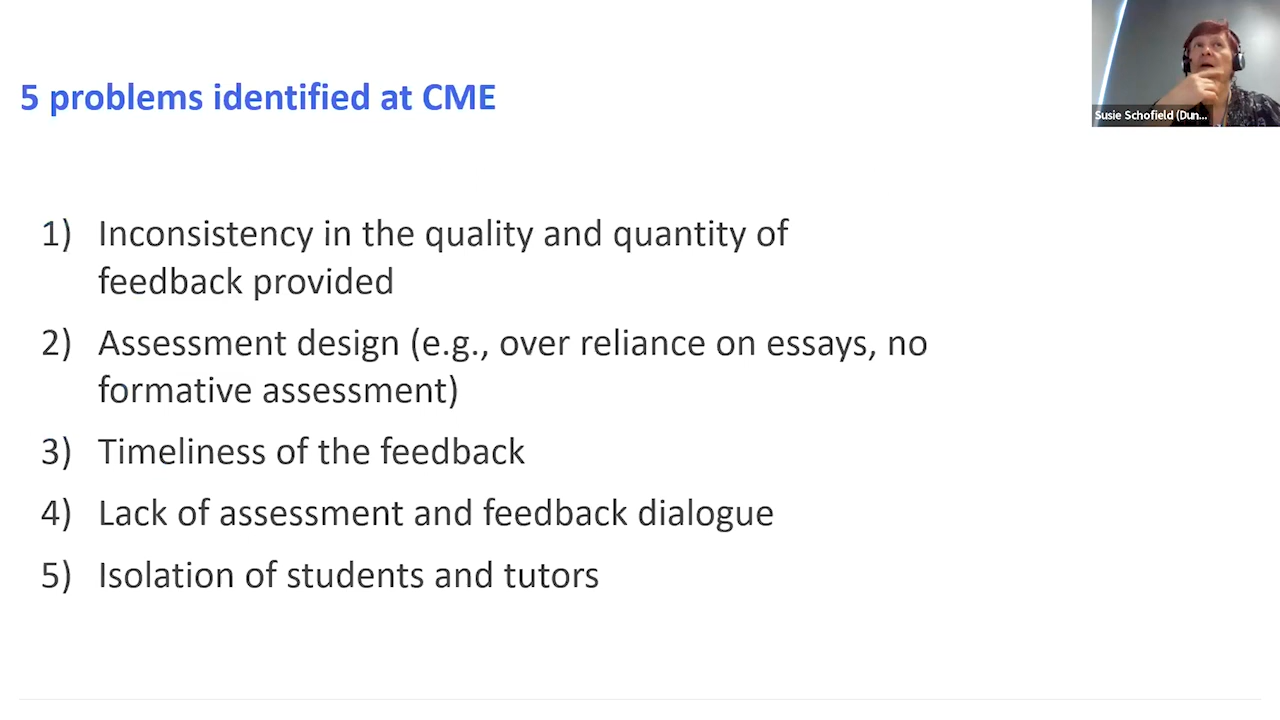 5 problems identified at CME
Susie Schofield (Dun...
1) Inconsistency in the quality and quantity of
feedback provided
2) Assessment design (e.g., over reliance on essays, no
formative assessment)
3) Timeliness of the feedback
4) Lack of assessment and feedback dialogue
5) Isolation of students and tutors